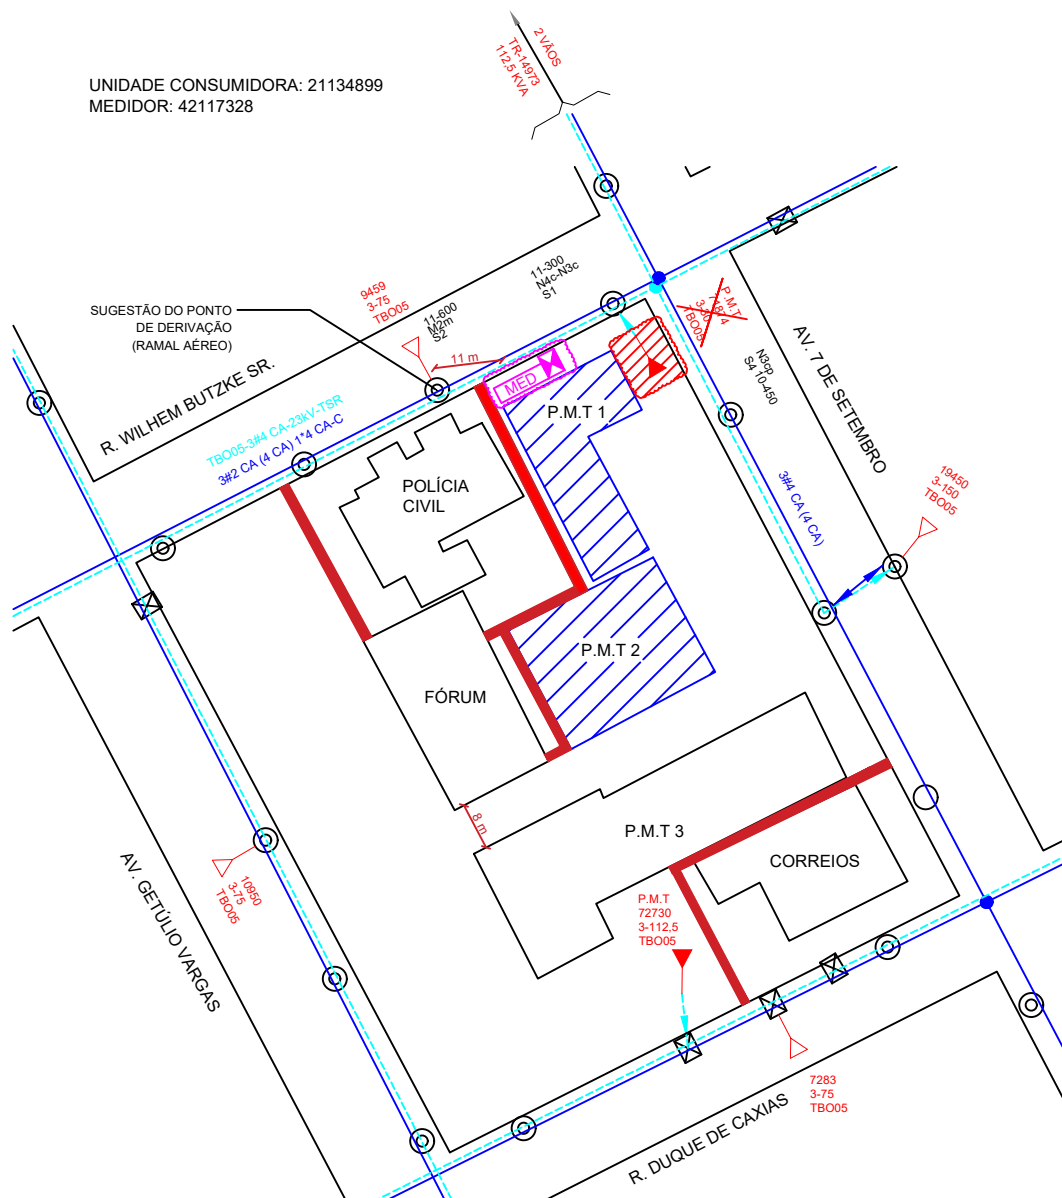 2 VÃOS
TR-14973
112,5 KVA
UNIDADE CONSUMIDORA: 21134899
MEDIDOR: 42117328
11-300
N4c-N3c
S1
9459
3-75
TBO05
11-600
M2m
S2
SUGESTÃO DO PONTO
DE DERIVAÇÃO
(RAMAL AÉREO)
P.M.T
71874
3-30
TBO05
AV. 7 DE SETEMBRO
N3cp
S4 10-450
11 m
MED
R. WILHEM BUTZKE SR.
TBO05-3#4 CA-23kV-TSR
3#2 CA (4 CA) 1*4 CA-C
P.M.T 1
POLÍCIA
CIVIL
3#4 CA (4 CA)
19450
3-150
TBO05
P.M.T 2
FÓRUM
8 m
P.M.T 3
CORREIOS
AV. GETÚLIO VARGAS
10950
3-75
TBO05
P.M.T
72730
3-112,5
TBO05
7283
3-75
TBO05
R. DUQUE DE CAXIAS